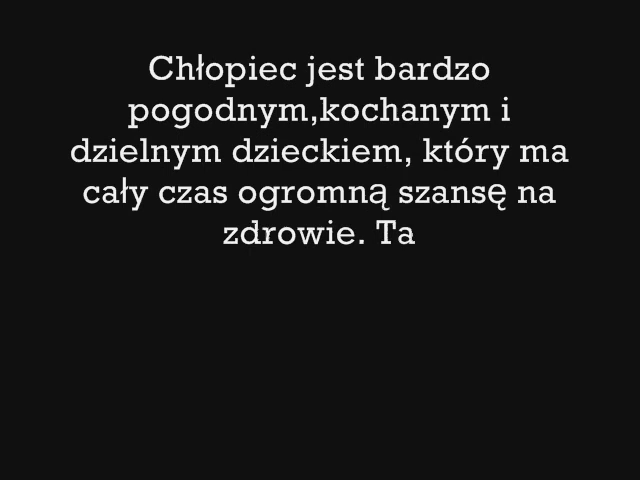 Chłopiec jest bardzo
pogodnym,kochanym i
dzielnym dzieckiem, który ma
cały czas ogromną szansę na
zdrowie. Ta